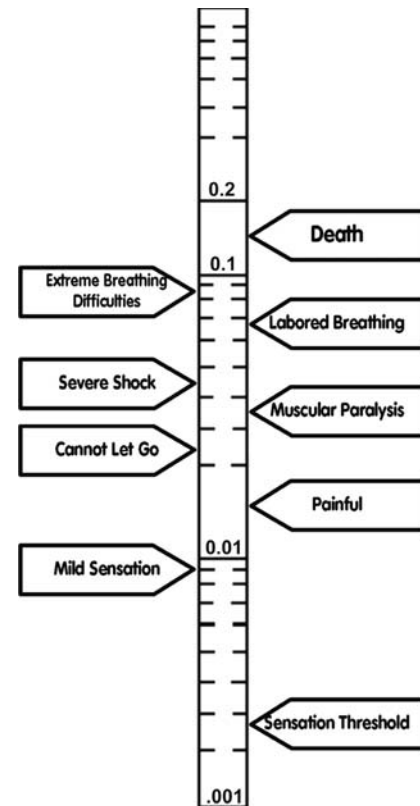 0.2
Death
0.1
Extreme Breathing
Difficulties
Labored Breathing
Severe Shock
Muscular Paralysis
Cannot Let Go
Painful
0.01
Mild Sensation
Sensation Threshold
.001